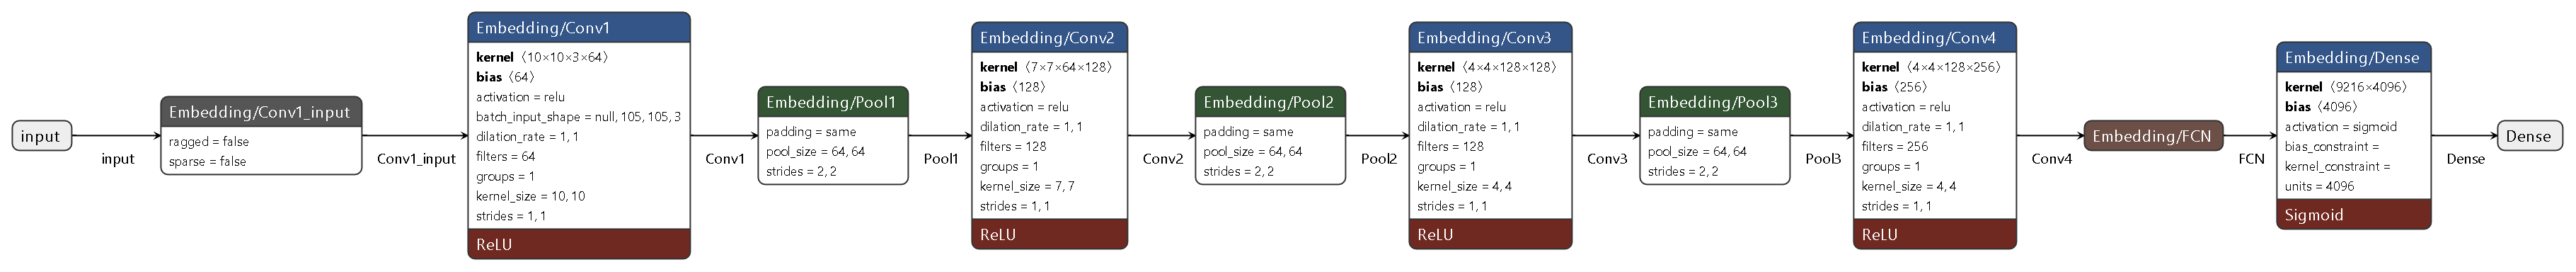 input
input
Embedding/Conv1_input
ragged = false
sparse = false
Conv1_input
Embedding/Conv1
kernel ⟨10×10×3×64⟩
bias ⟨64⟩
activation = relu
batch_input_shape = null, 105, 105, 3
dilation_rate = 1, 1
filters = 64
groups = 1
kernel_size = 10, 10
strides = 1, 1
ReLU
Conv1
Embedding/Pool1
padding = same
pool_size = 64, 64
strides = 2, 2
Pool1
Embedding/Conv2
kernel ⟨7×7×64×128⟩
bias ⟨128⟩
activation = relu
dilation_rate = 1, 1
filters = 128
groups = 1
kernel_size = 7, 7
strides = 1, 1
ReLU
Conv2
Embedding/Pool2
padding = same
pool_size = 64, 64
strides = 2, 2
Pool2
Embedding/Conv3
kernel ⟨4×4×128×128⟩
bias ⟨128⟩
activation = relu
dilation_rate = 1, 1
filters = 128
groups = 1
kernel_size = 4, 4
strides = 1, 1
ReLU
Conv3
Embedding/Pool3
padding = same
pool_size = 64, 64
strides = 2, 2
Pool3
Embedding/Conv4
kernel ⟨4×4×128×256⟩
bias ⟨256⟩
activation = relu
dilation_rate = 1, 1
filters = 256
groups = 1
kernel_size = 4, 4
strides = 1, 1
ReLU
Conv4
Embedding/FCN
FCN
Embedding/Dense
kernel ⟨9216×4096⟩
bias ⟨4096⟩
activation = sigmoid
bias_constraint =
kernel_constraint =
units = 4096
Sigmoid
Dense
Dense